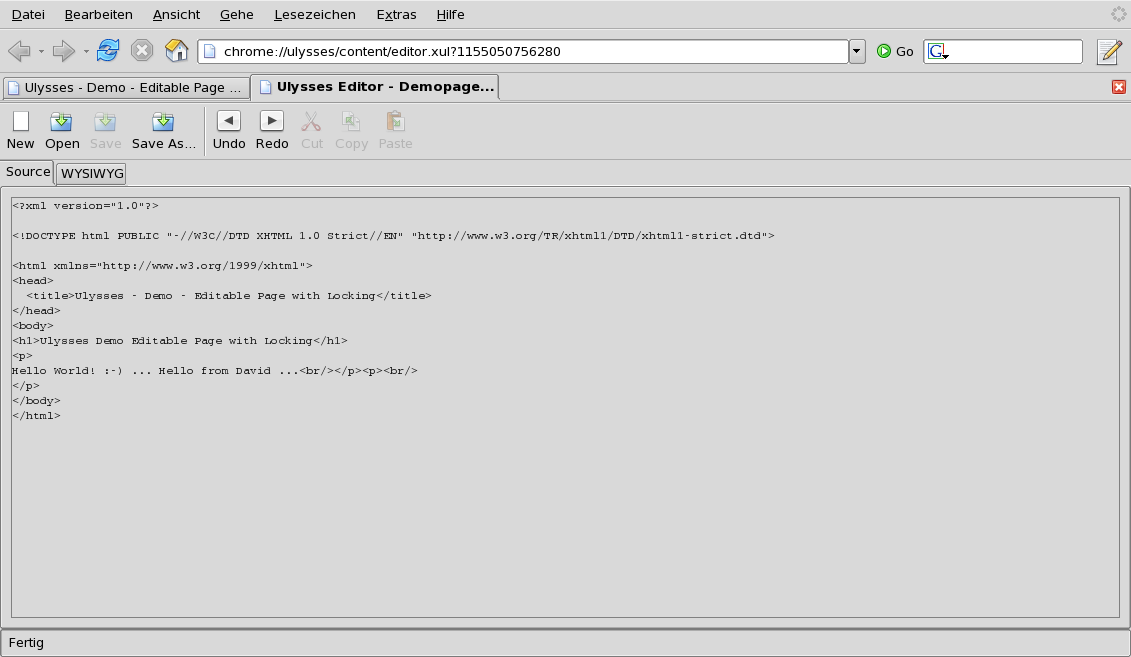 Datei Bearbeiten Ansicht Gehe Lesezeichen Extras Hilfe
chrome://ulysses/content/editor.xul?1155050756280 Go G
Ulysses - Demo - Editable Page ... Ulysses Editor - Demopage...
New Open Save Save As... Undo Redo Cut Copy Paste
Source WYSIWYG
<?xml version="1.0"?>
<!DOCTYPE html PUBLIC "-//W3C//DTD XHTML 1.0 Strict//EN" "http://www.w3.org/TR/xhtml1/DTD/xhtml1-strict.dtd">
<html xmlns="http://www.w3.org/1999/xhtml">
<head>
<title>Ulysses - Demo - Editable Page with Locking</title>
</head>
<body>
<h1>Ulysses Demo Editable Page with Locking</h1>
<p>
Hello World! :-) ... Hello from David ...<br/></p><p><br/>
</p>
</body>
</html>
Fertig